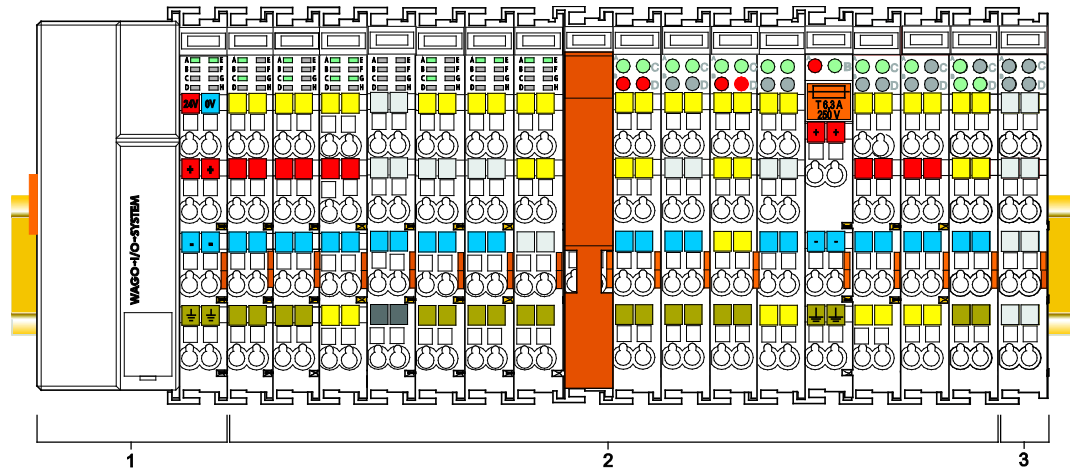 A E A E A E A E A E A E A E A E
B F B F B F B F B F B F B F B F
C G C G C G C G C G C G C G C G
D H D H D H D H D H D H D H D H
C C C B C C C C
D D D D D D D
24V 0V
T 6,3 A
250 V
+ +
+ +
- -
- -
WAGO-I/O-SYSTEM
1 2 3